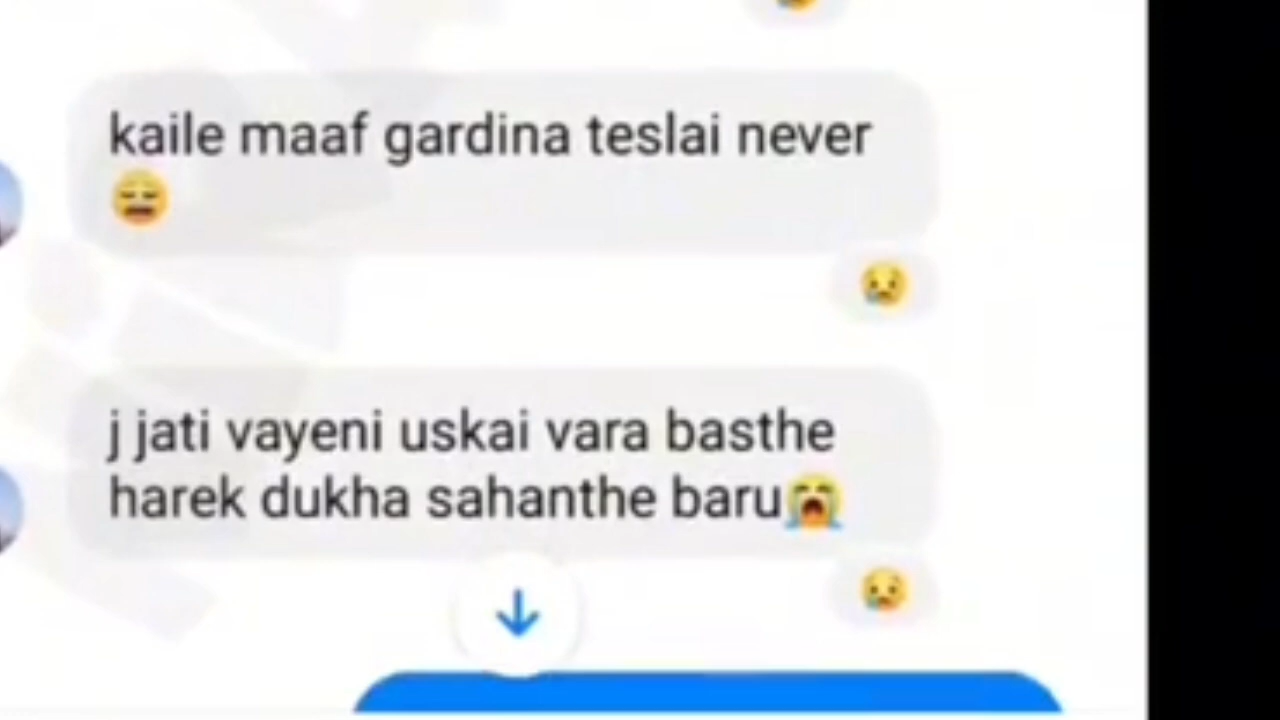 kaile maaf gardina teslai never
😩
j jati vayeni uskai vara basthe
harek dukha sahanthe baru😭